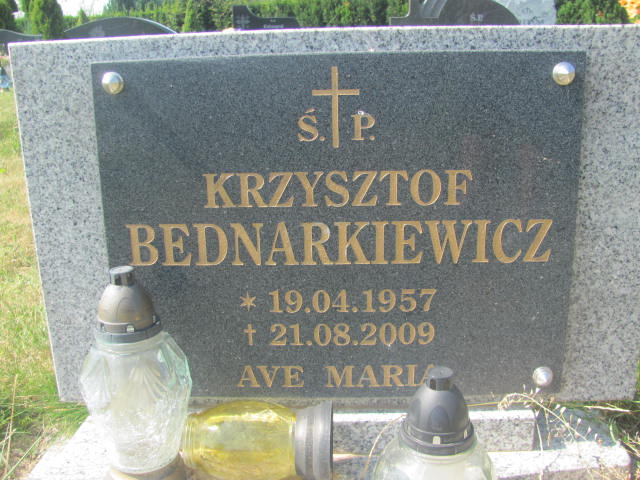 Ś. P.
KRZYSZTOF
BEDNARKIEWICZ
* 19.04.1957
† 21.08.2009
AVE MARIA